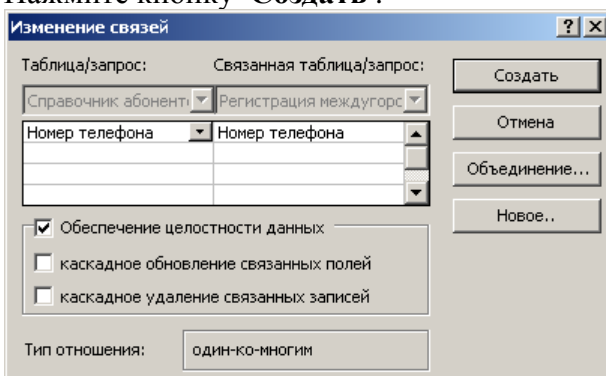 Нажмите кнопку "Создать".
Изменение связей
Таблица/запрос: Связанная таблица/запрос:
Создать
Справочник абонент Регистрация междугорс
Номер телефона Номер телефона
Отмена
Объединение...
Новое..
Обеспечение целостности данных
каскадное обновление связанных полей
каскадное удаление связанных записей
Тип отношения: один-ко-многим